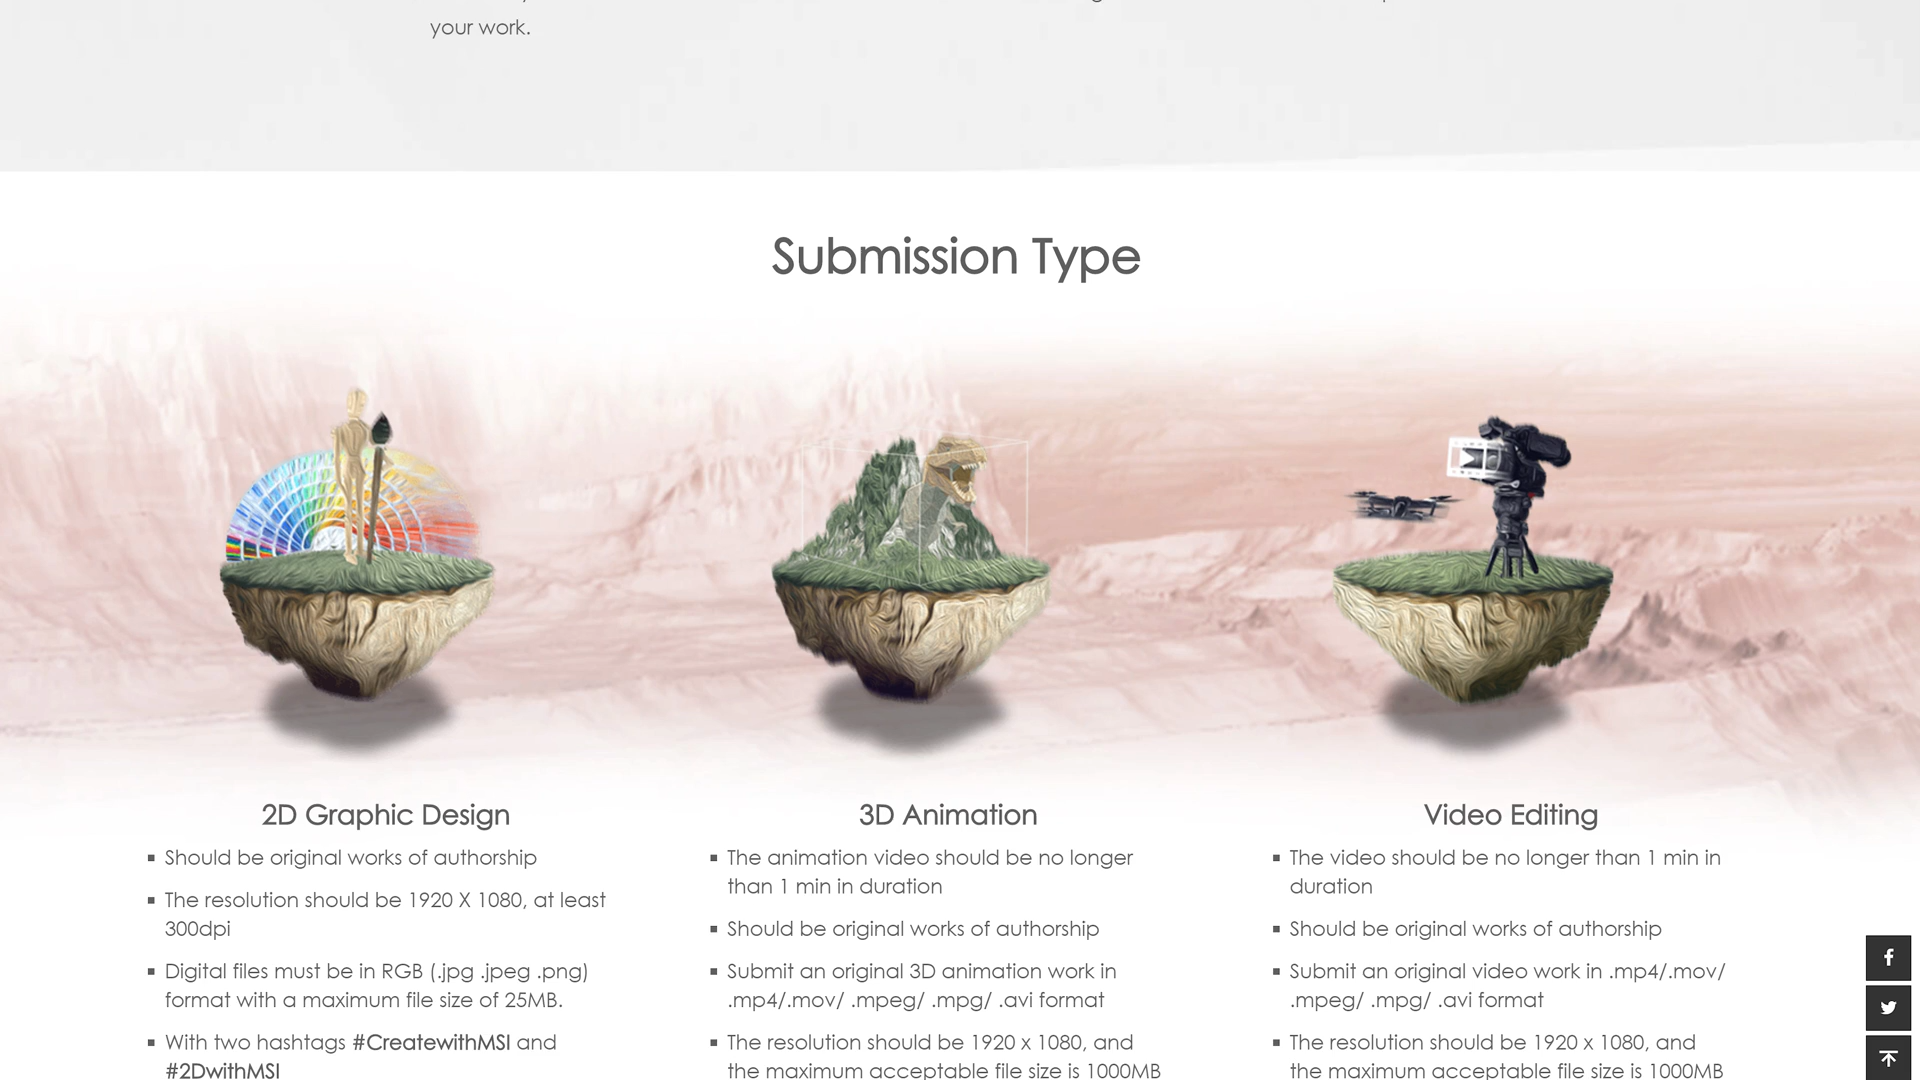 your work.
Submission Type
2D Graphic Design
▪ Should be original works of authorship
▪ The resolution should be 1920 X 1080, at least
300dpi
▪ Digital files must be in RGB (.jpg .jpeg .png)
format with a maximum file size of 25MB.
▪ With two hashtags #CreatewithMSI and
#2DwithMSI
3D Animation
▪ The animation video should be no longer
than 1 min in duration
▪ Should be original works of authorship
▪ Submit an original 3D animation work in
.mp4/.mov/ .mpeg/ .mpg/ .avi format
▪ The resolution should be 1920 x 1080, and
the maximum acceptable file size is 1000MB
Video Editing
▪ The video should be no longer than 1 min in
duration
▪ Should be original works of authorship
▪ Submit an original video work in .mp4/.mov/
.mpeg/ .mpg/ .avi format
▪ The resolution should be 1920 x 1080, and
the maximum acceptable file size is 1000MB